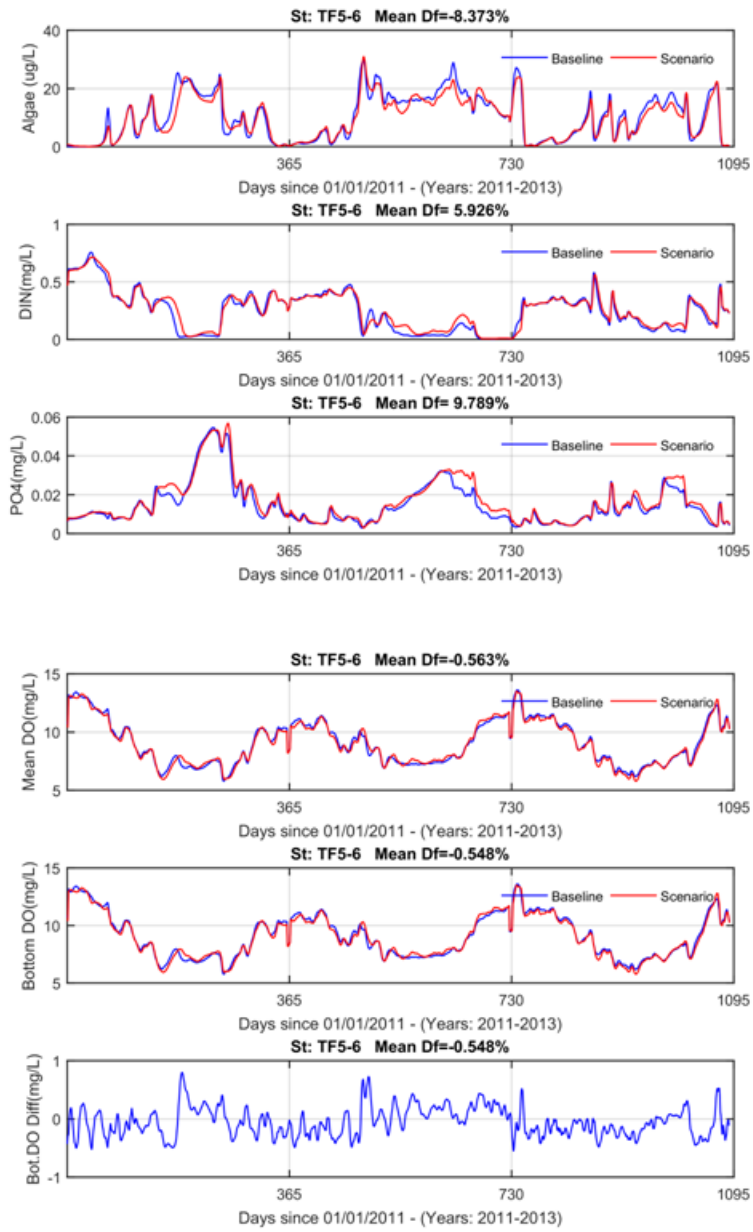 St: TF5-6 Mean Df=-8.373%
40
20
0
Algae (ug/L)
Baseline Scenario
365 730 1095
Days since 01/01/2011 - (Years: 2011-2013)
St: TF5-6 Mean Df= 5.926%
1
0.5
0
DIN(mg/L)
Baseline Scenario
365 730 1095
Days since 01/01/2011 - (Years: 2011-2013)
St: TF5-6 Mean Df= 9.789%
0.06
0.04
0.02
0
PO4(mg/L)
Baseline Scenario
365 730 1095
Days since 01/01/2011 - (Years: 2011-2013)
St: TF5-6 Mean Df=-0.563%
15
10
5
Mean DO(mg/L)
Baseline Scenario
365 730 1095
Days since 01/01/2011 - (Years: 2011-2013)
St: TF5-6 Mean Df=-0.548%
15
10
5
Bottom DO(mg/L)
Baseline Scenario
365 730 1095
Days since 01/01/2011 - (Years: 2011-2013)
St: TF5-6 Mean Df=-0.548%
1
0
-1
Bot.DO Diff(mg/L)
365 730 1095
Days since 01/01/2011 - (Years: 2011-2013)